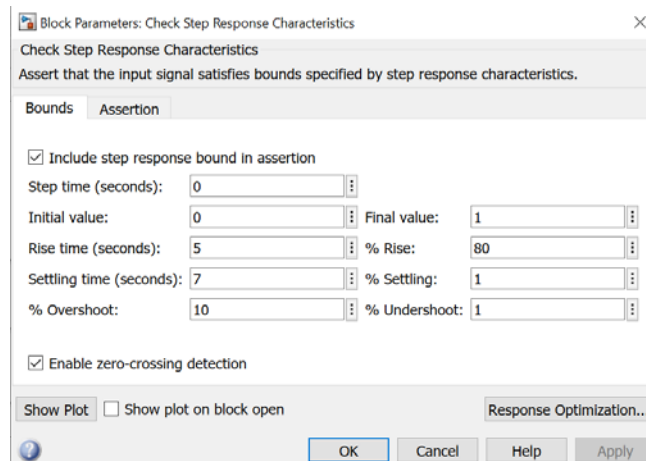 Block Parameters: Check Step Response Characteristics
Check Step Response Characteristics
Assert that the input signal satisfies bounds specified by step response characteristics.
Bounds Assertion
Include step response bound in assertion
Step time (seconds): 0
Initial value: 0 Final value: 1
Rise time (seconds): 5 % Rise: 80
Settling time (seconds): 7 % Settling: 1
% Overshoot: 10 % Undershoot: 1
Enable zero-crossing detection
Show Plot Show plot on block open Response Optimization...
OK Cancel Help Apply